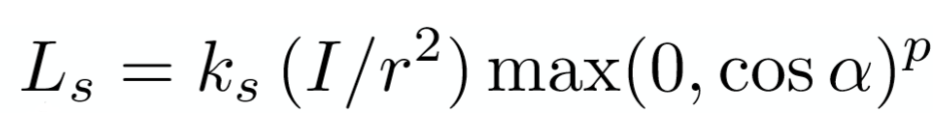 L_s = k_s (I/r^2) max(0, cos α)^p